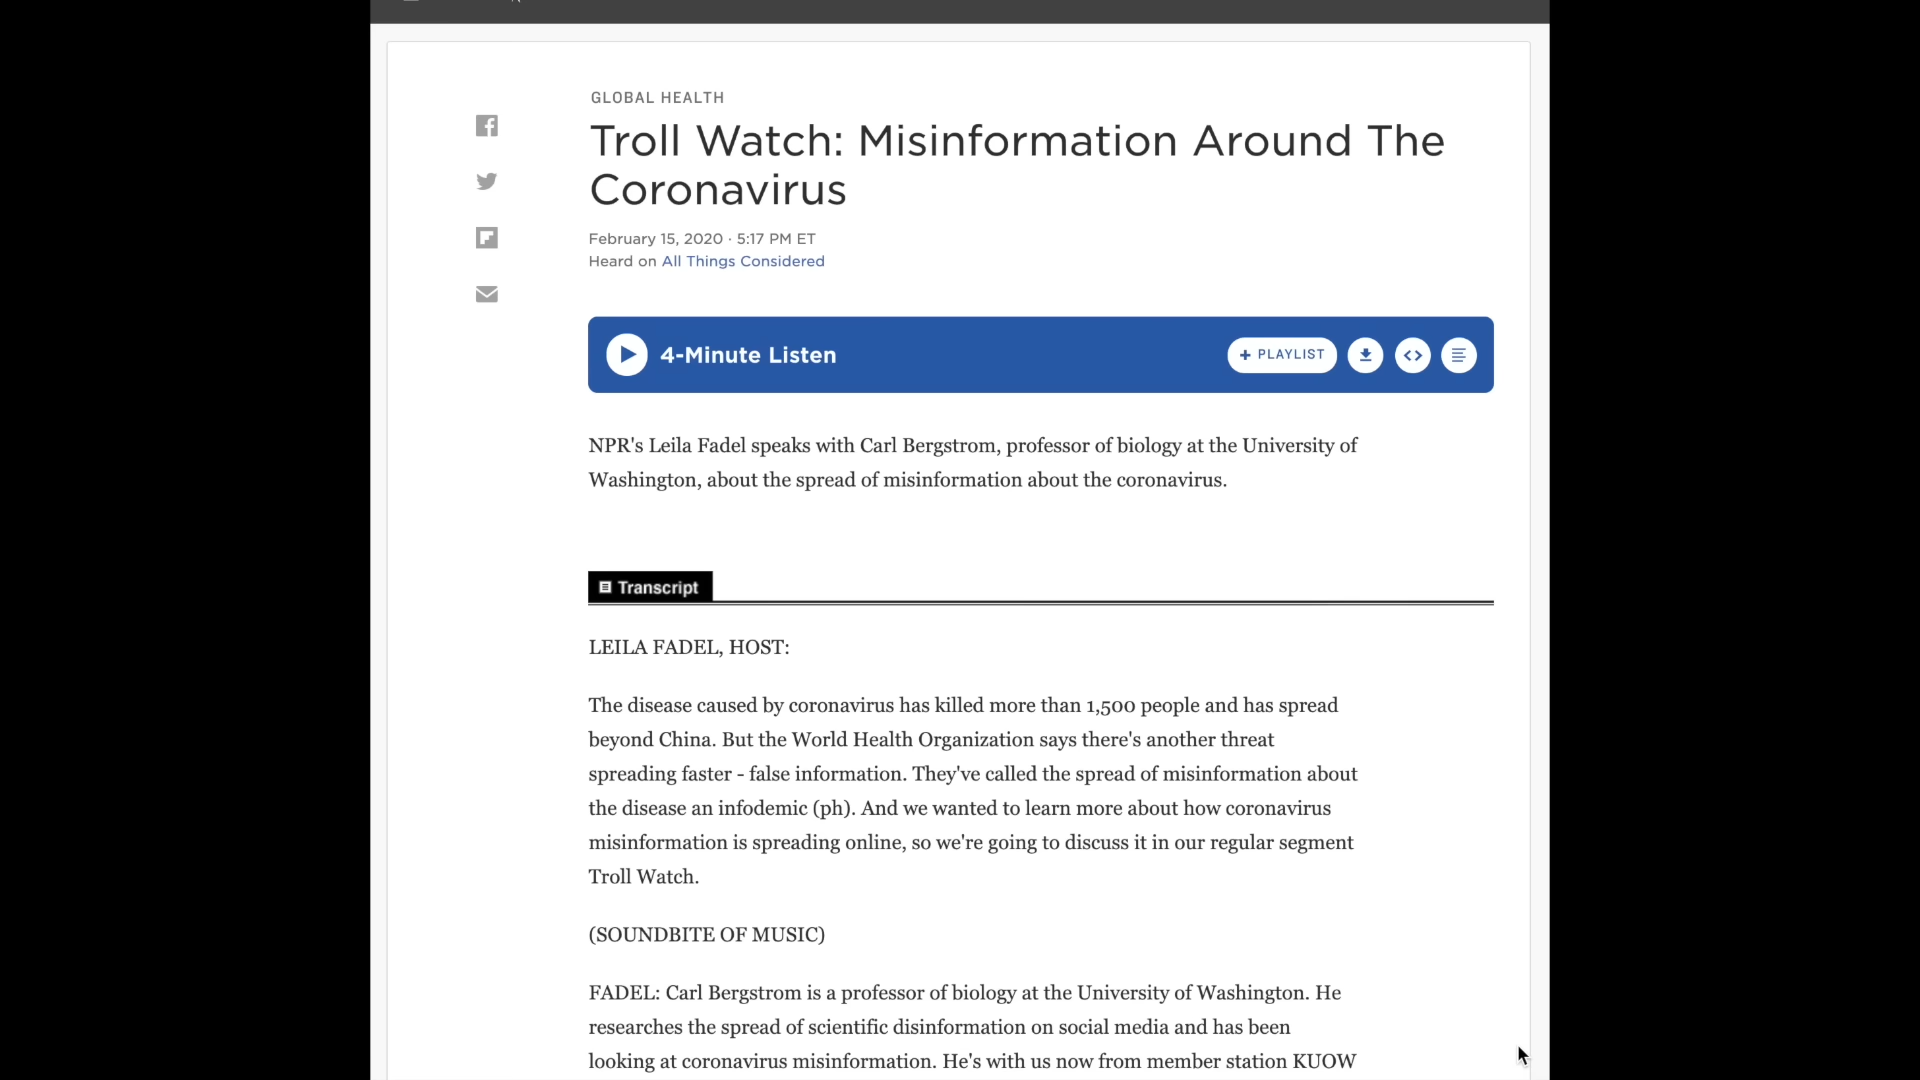 GLOBAL HEALTH
Troll Watch: Misinformation Around The
Coronavirus
February 15, 2020 · 5:17 PM ET
Heard on All Things Considered
4-Minute Listen
+ PLAYLIST
NPR's Leila Fadel speaks with Carl Bergstrom, professor of biology at the University of
Washington, about the spread of misinformation about the coronavirus.
Transcript
LEILA FADEL, HOST:
The disease caused by coronavirus has killed more than 1,500 people and has spread
beyond China. But the World Health Organization says there's another threat
spreading faster - false information. They've called the spread of misinformation about
the disease an infodemic (ph). And we wanted to learn more about how coronavirus
misinformation is spreading online, so we're going to discuss it in our regular segment
Troll Watch.
(SOUNDBITE OF MUSIC)
FADEL: Carl Bergstrom is a professor of biology at the University of Washington. He
researches the spread of scientific disinformation on social media and has been
looking at coronavirus misinformation. He's with us now from member station KUOW